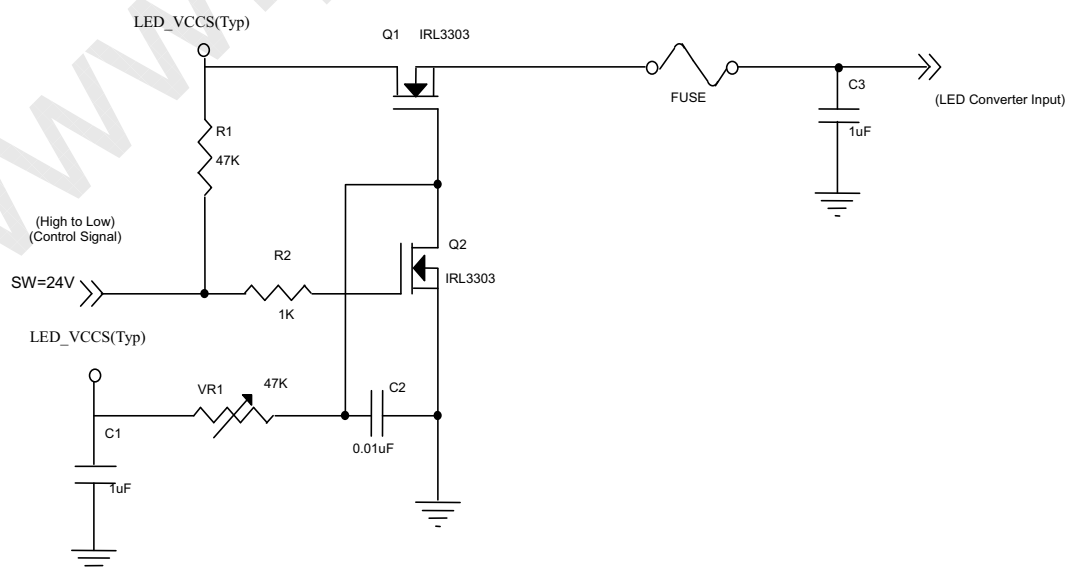 LED_VCCS(Typ)
Q1 IRL3303
FUSE
C3
(LED Converter Input)
1uF
R1
47K
(High to Low)
(Control Signal)
SW=24V
R2
1K
Q2
IRL3303
LED_VCCS(Typ)
VR1
47K
C2
0.01uF
C1
1uF